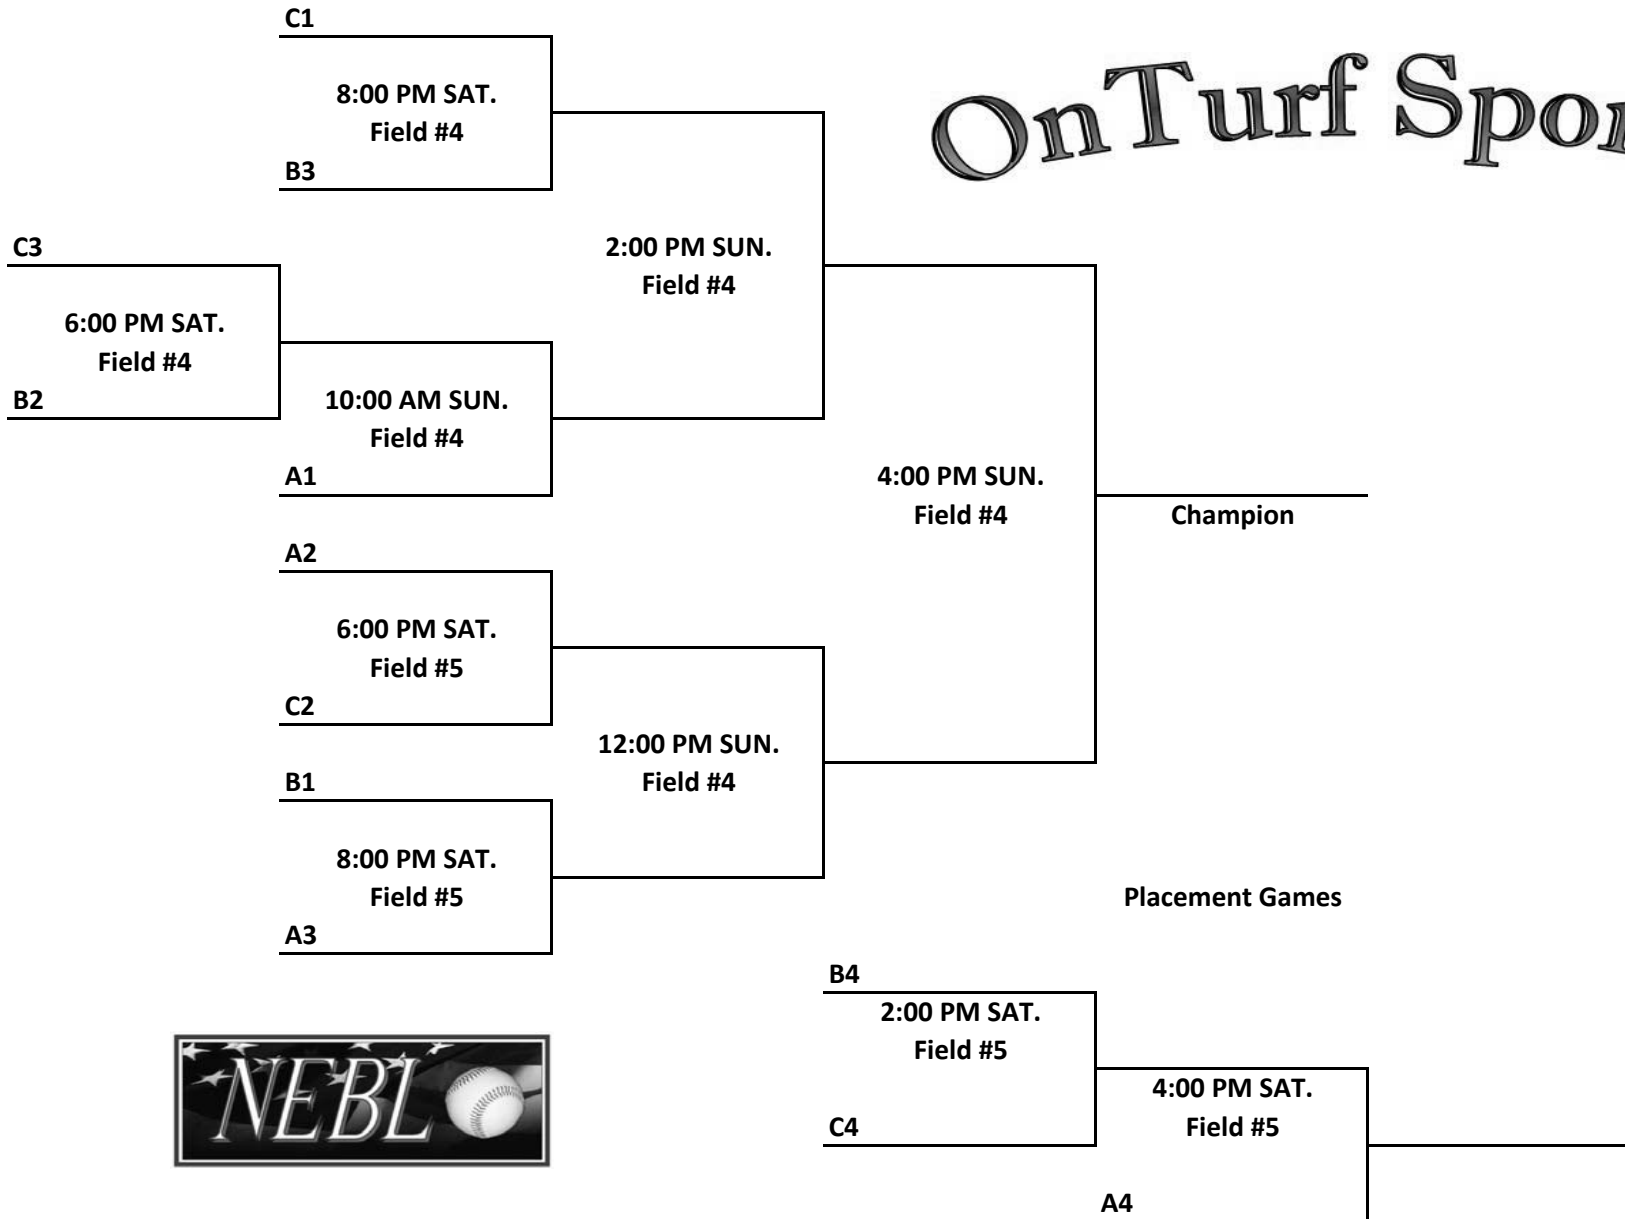 C1
8:00 PM SAT.
Field #4
B3
C3
6:00 PM SAT.
Field #4
B2
2:00 PM SUN.
Field #4
10:00 AM SUN.
Field #4
A1
4:00 PM SUN.
Field #4
Champion
A2
6:00 PM SAT.
Field #5
C2
12:00 PM SUN.
Field #4
B1
8:00 PM SAT.
Field #5
A3
OnTurf Spor
Placement Games
B4
2:00 PM SAT.
Field #5
C4
4:00 PM SAT.
Field #5
A4
NEBL